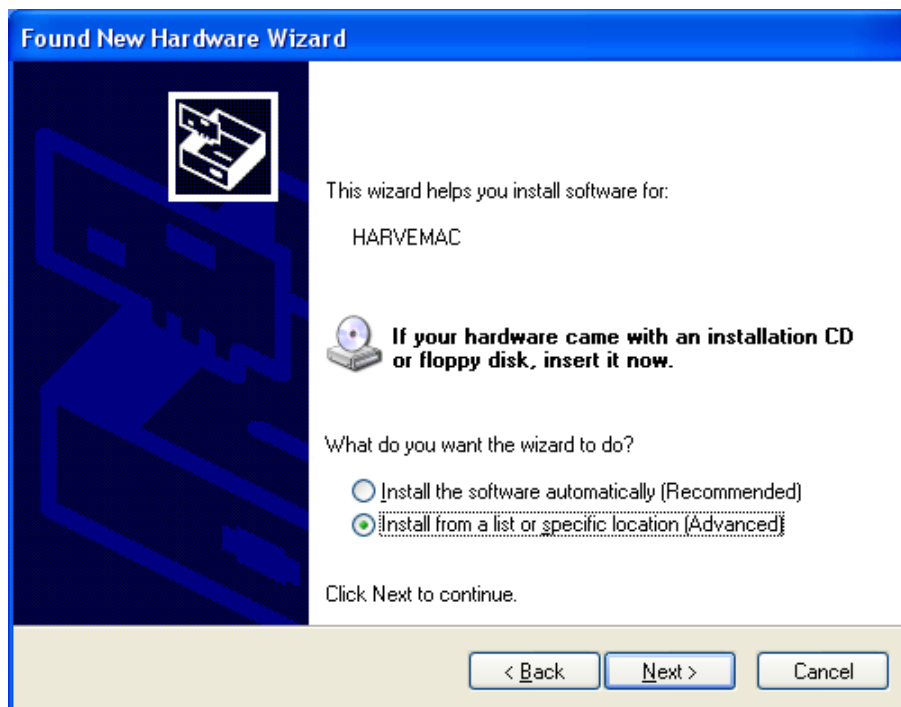 Found New Hardware Wizard
This wizard helps you install software for:
HARVEMAC
If your hardware came with an installation CD
or floppy disk, insert it now.
What do you want the wizard to do?
Install the software automatically (Recommended)
Install from a list or specific location (Advanced)
Click Next to continue.
< Back
Next >
Cancel